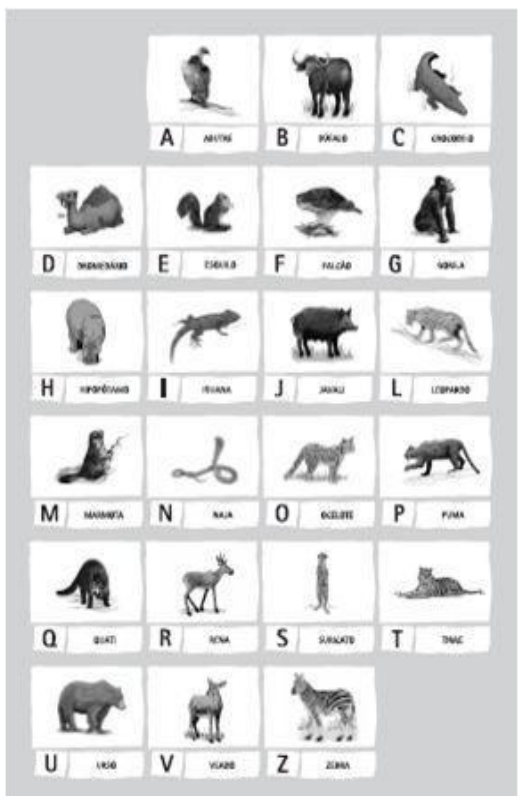 A ABUTRE B BÚFALO C CROCODILO
D DROMEDÁRIO E ESQUILO F FALCÃO G GORILA
H HIPOPÓTAMO I IGUANA J JAVALI L LEOPARDO
M MARMOTA N NAJA O OCELOTE P PUMA
Q QUATI R RENA S SURICATO T TIGRE
U URSO V VEADO Z ZEBRA